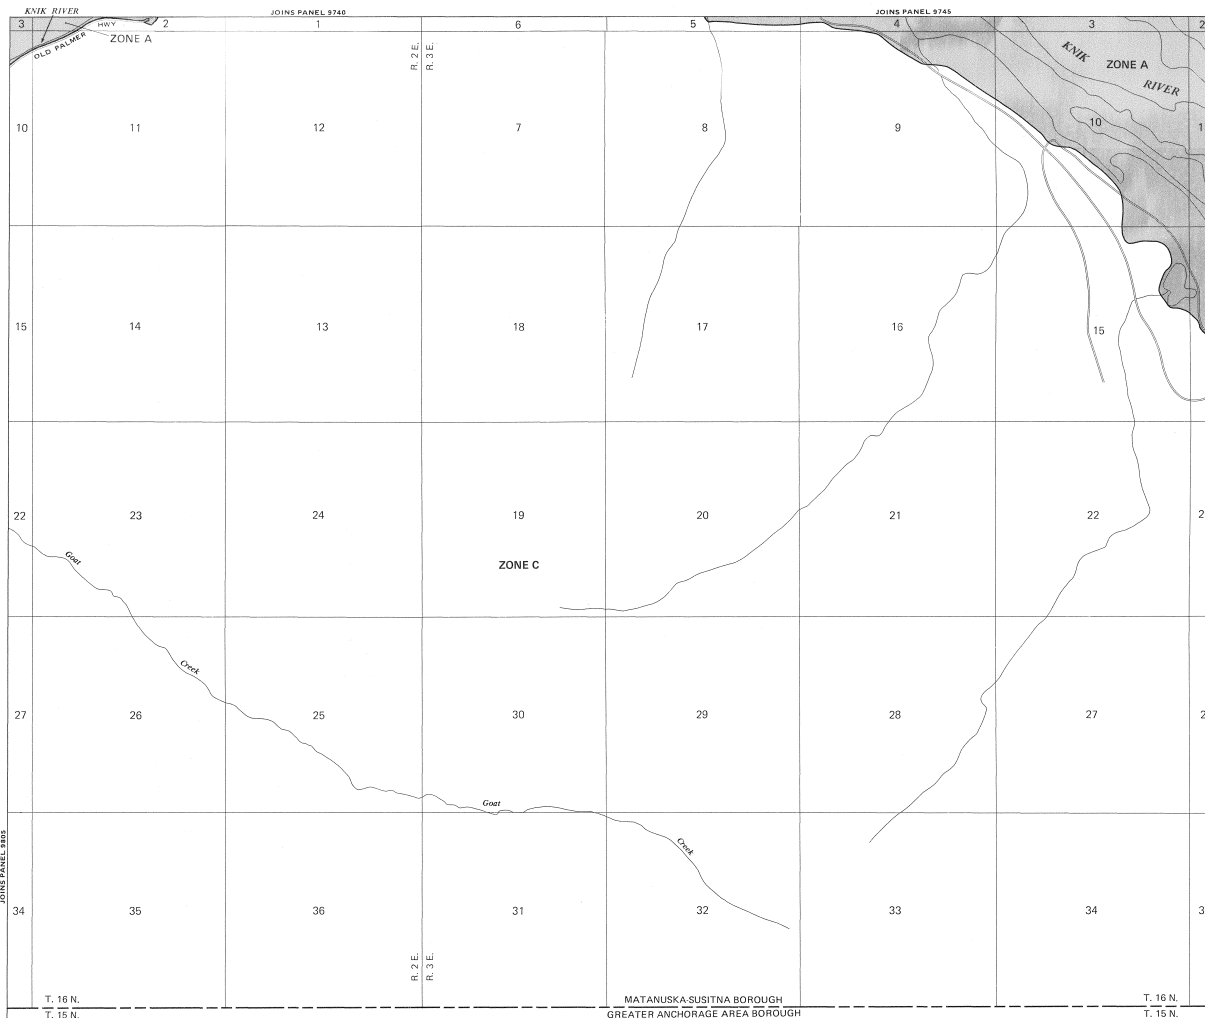 KNIK RIVER
JOINS PANEL 9740
JOINS PANEL 9745
3
HWY
2
1
6
5
4
3
2
OLD PALMER
ZONE A
R. 2 E.
R. 3 E.
KNIK
RIVER
ZONE A
10
11
12
7
8
9
10
1
15
14
13
18
17
16
15
22
23
24
19
20
21
22
2
Goat
Creek
ZONE C
27
26
25
30
29
28
27
2
Goat
Creek
JOINS PANEL 9805
34
35
36
31
32
33
34
3
R. 2 E.
R. 3 E.
T. 16 N.
MATANUSKA-SUSITNA BOROUGH
T. 16 N.
T. 15 N.
GREATER ANCHORAGE AREA BOROUGH
T. 15 N.